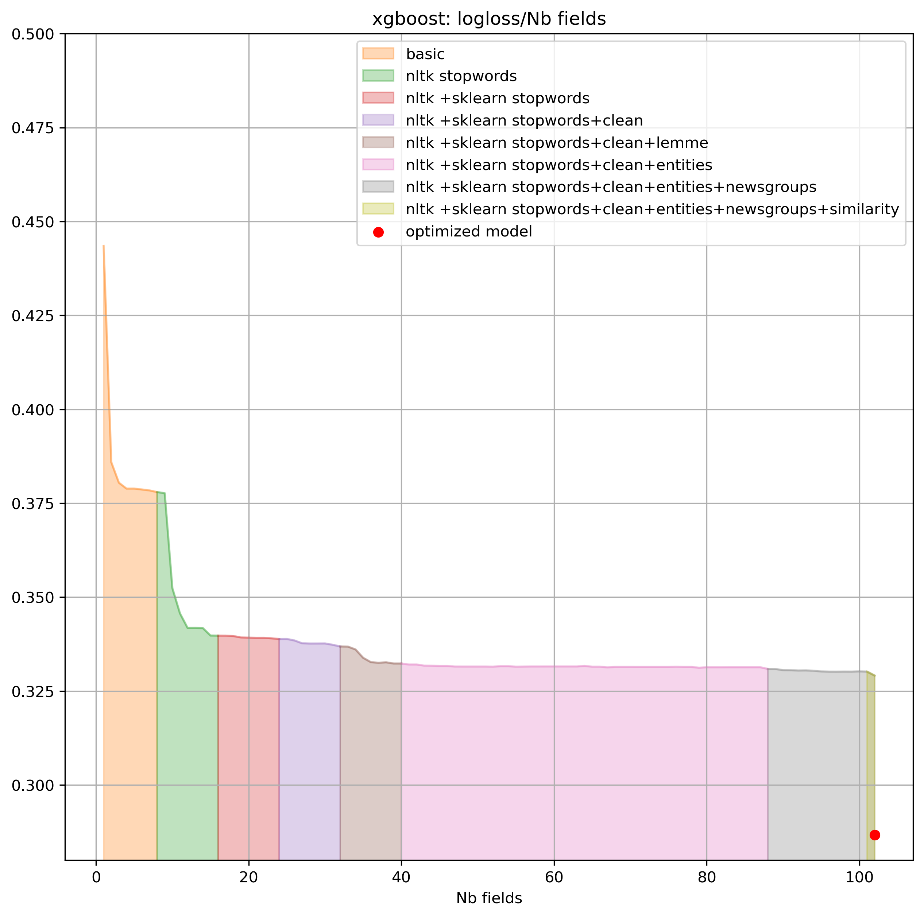 xgboost: logloss/Nb fields
0.500
0.475
0.450
0.425
0.400
0.375
0.350
0.325
0.300
basic
nltk stopwords
nltk +sklearn stopwords
nltk +sklearn stopwords+clean
nltk +sklearn stopwords+clean+lemme
nltk +sklearn stopwords+clean+entities
nltk +sklearn stopwords+clean+entities+newsgroups
nltk +sklearn stopwords+clean+entities+newsgroups+similarity
optimized model
0 20 40 60 80 100
Nb fields